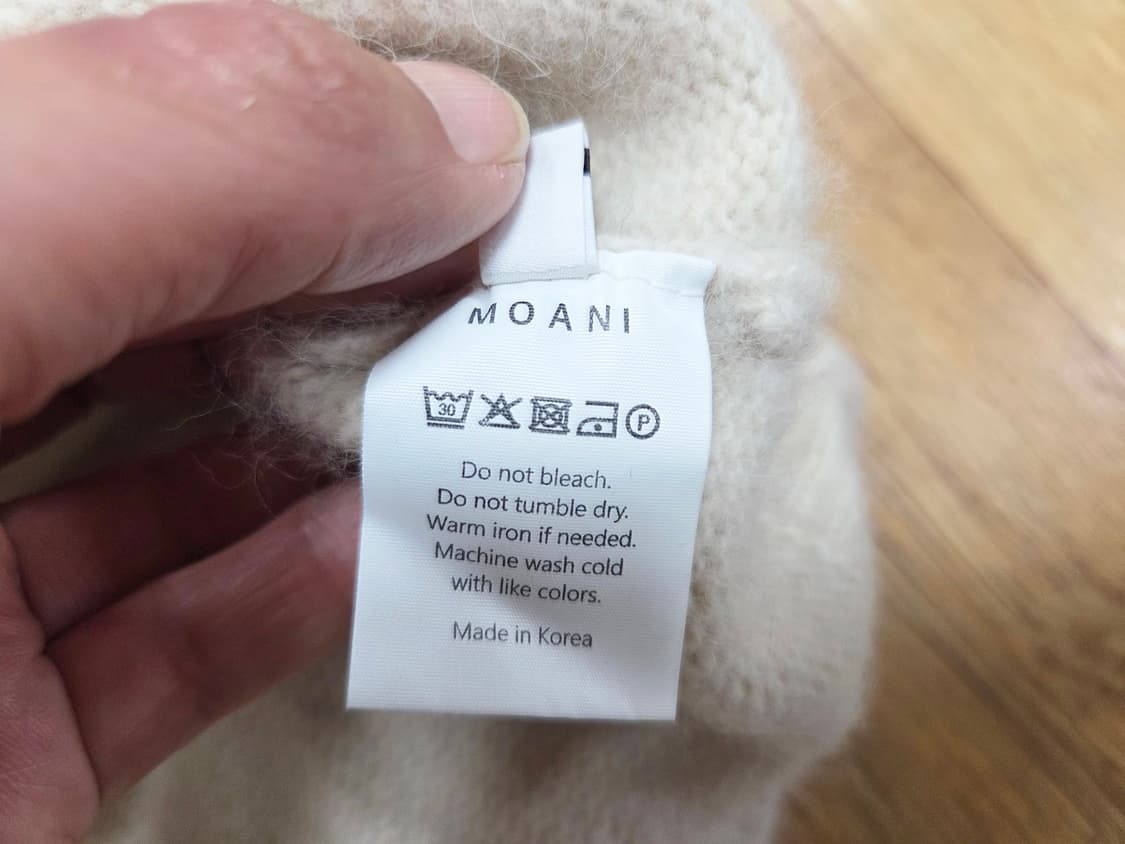 MOANI
30 P
Do not bleach.
Do not tumble dry.
Warm iron if needed.
Machine wash cold
with like colors.
Made in Korea